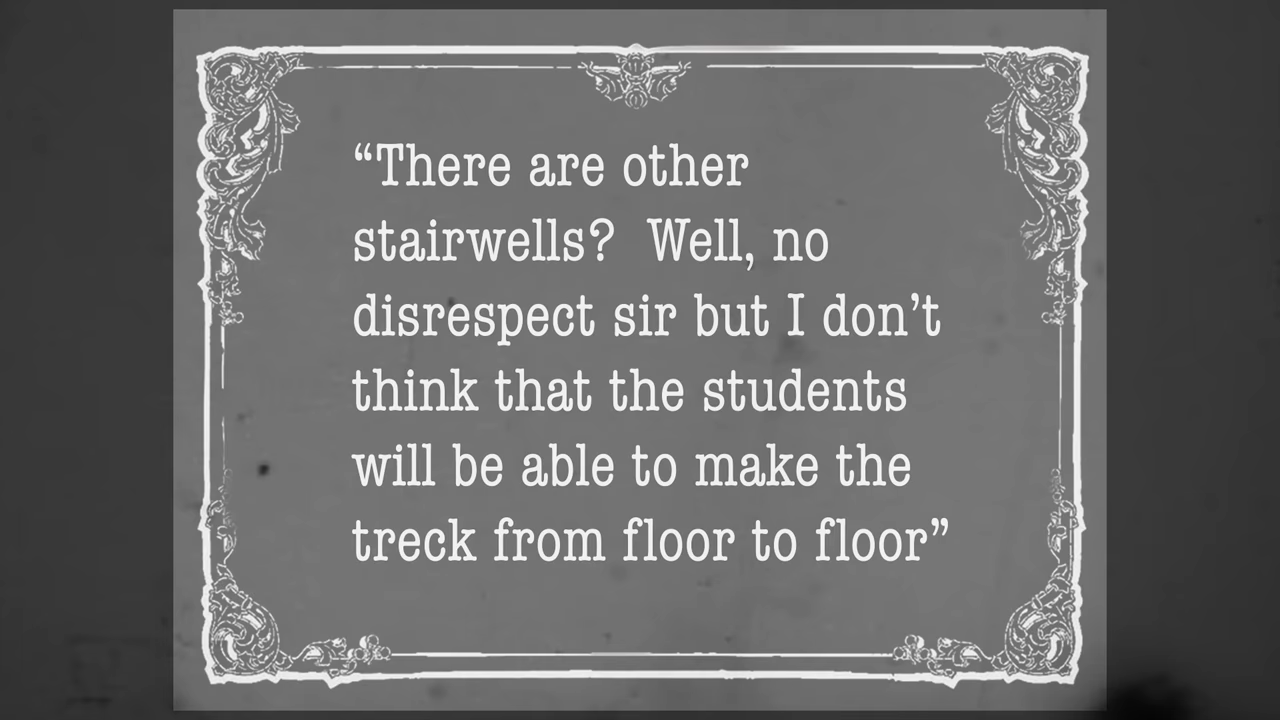 “There are other
stairwells?  Well, no
disrespect sir but I don’t
think that the students
will be able to make the
treck from floor to floor”